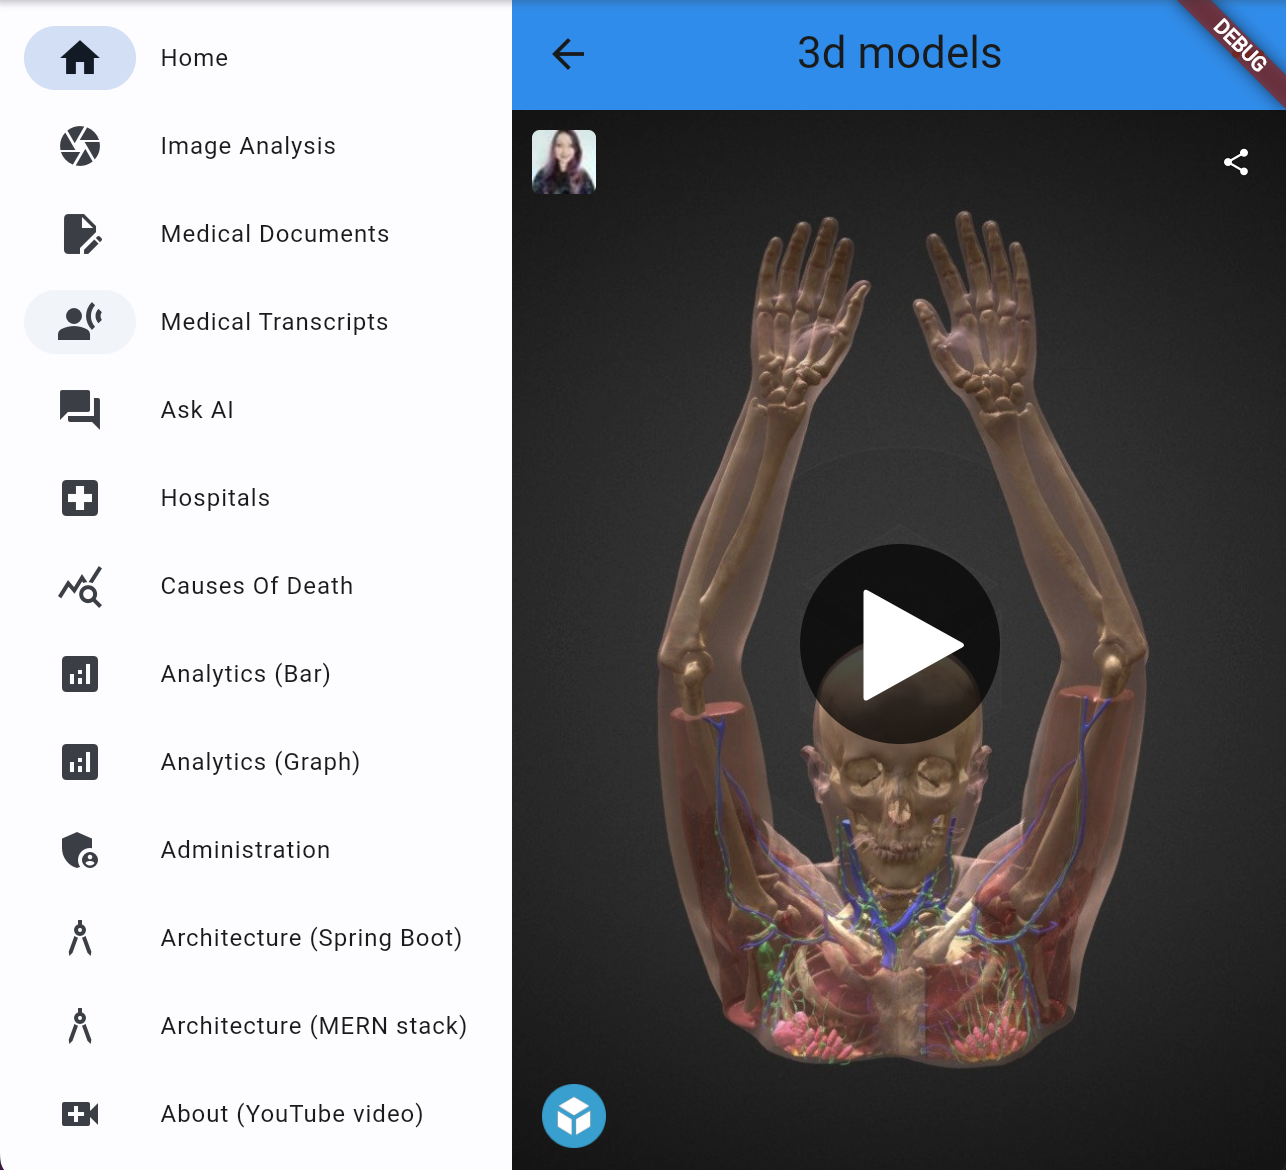 Home
Image Analysis
Medical Documents
Medical Transcripts
Ask AI
Hospitals
Causes Of Death
Analytics (Bar)
Analytics (Graph)
Administration
Architecture (Spring Boot)
Architecture (MERN stack)
About (YouTube video)
3d models
DEBUG